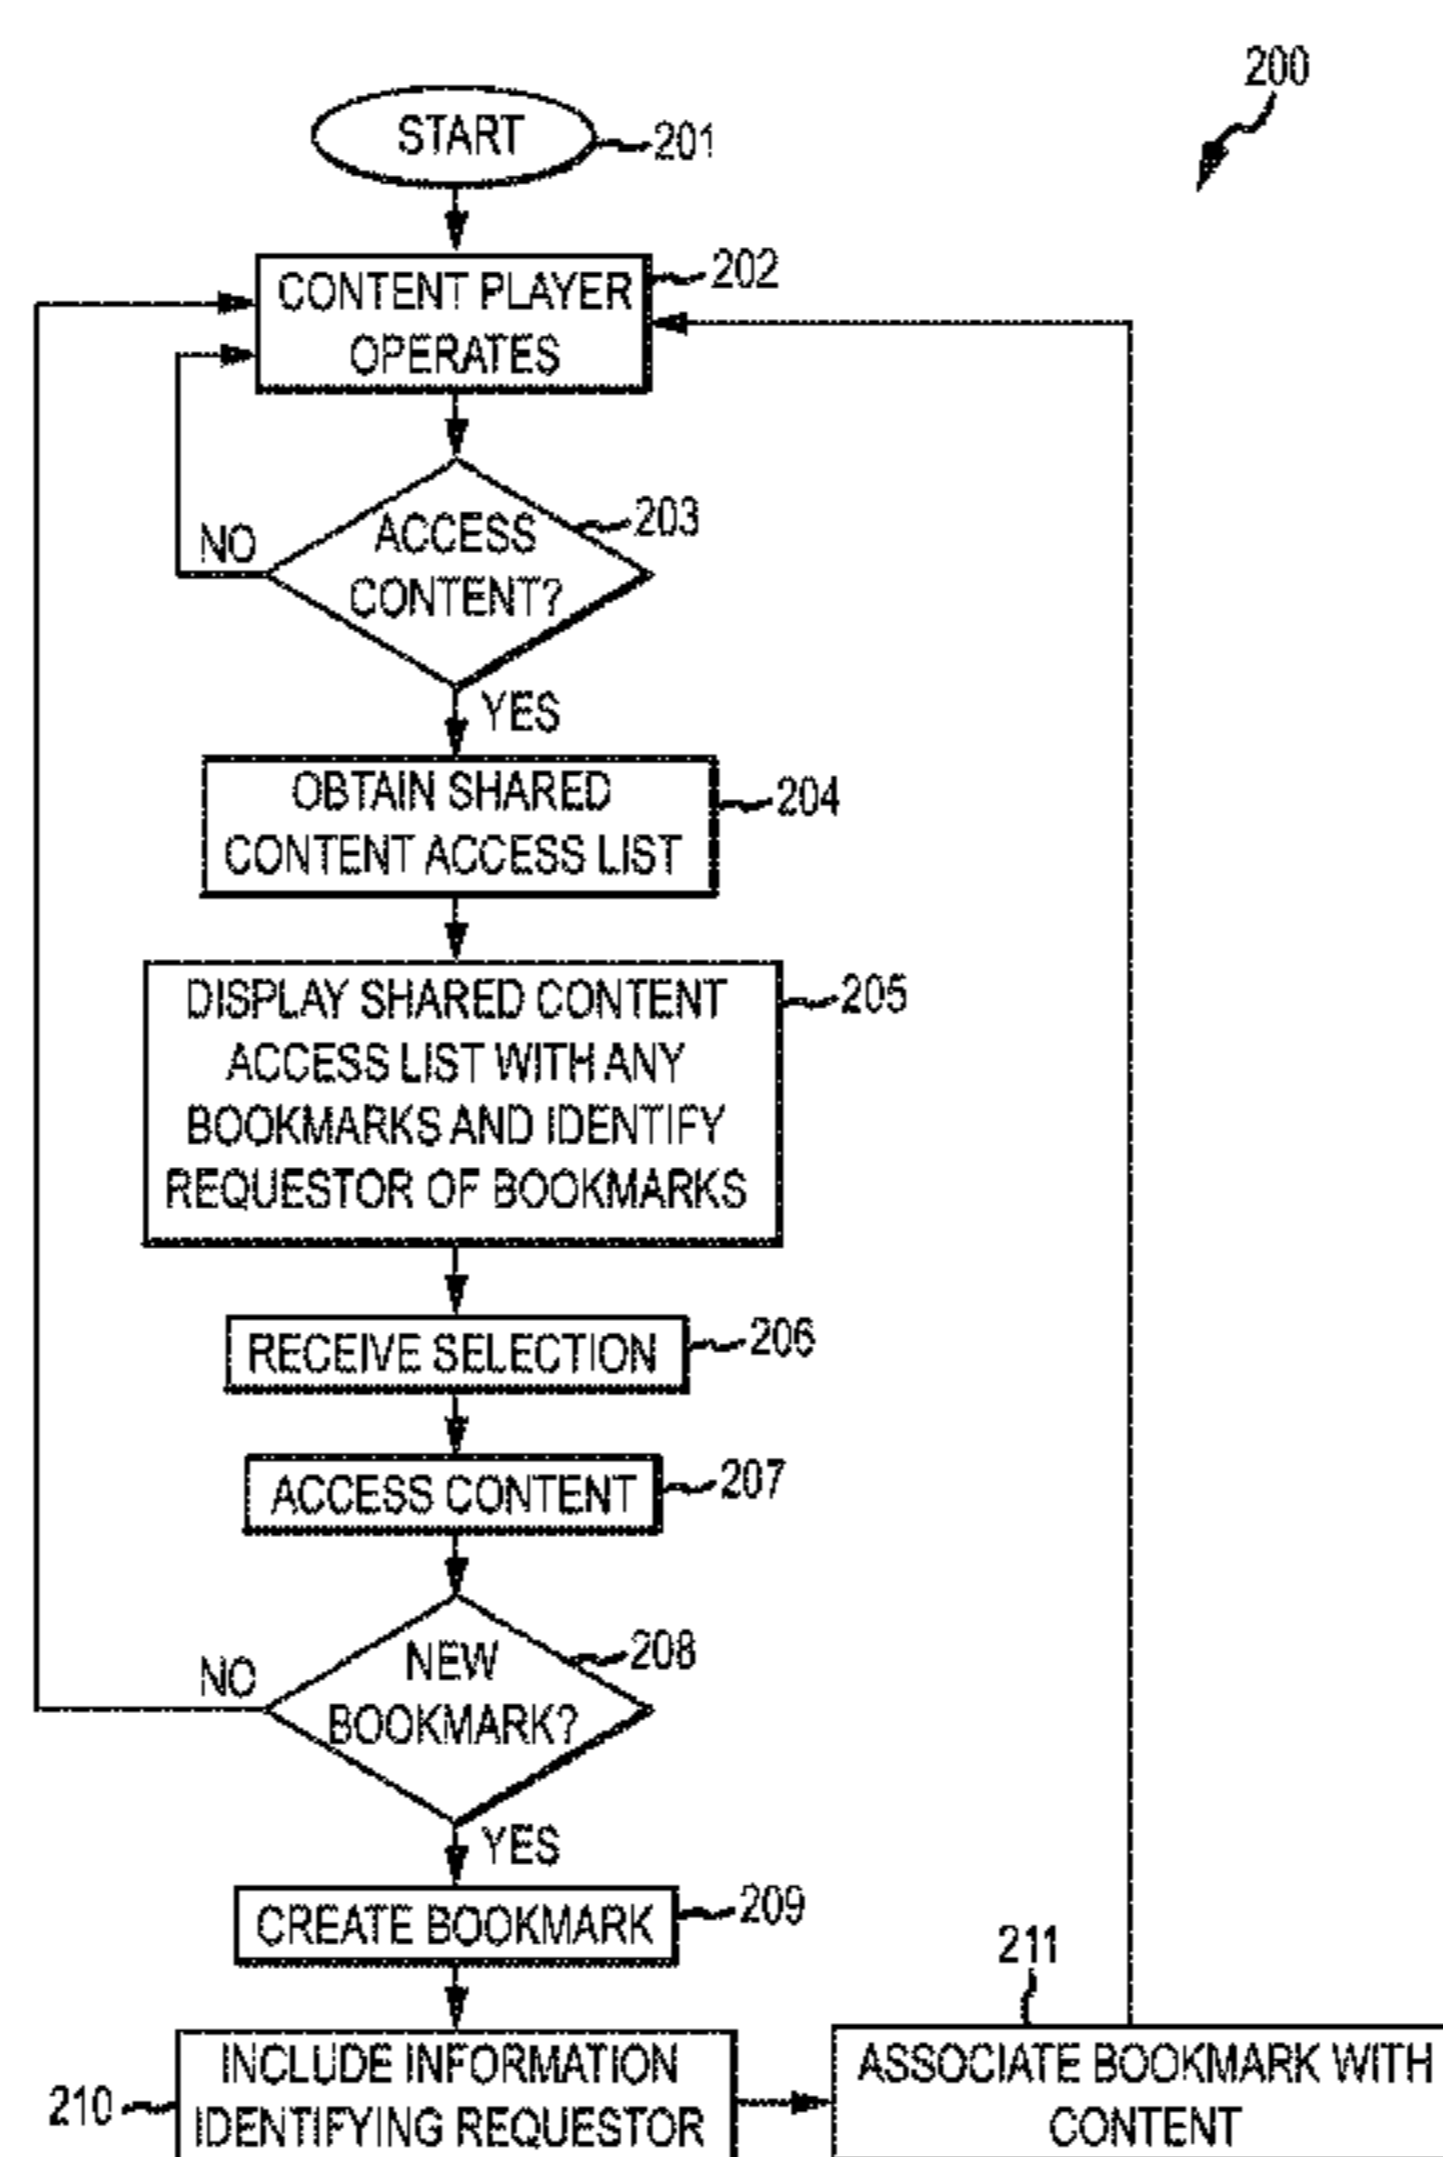 200
START
201
CONTENT PLAYER
OPERATES
202
ACCESS
CONTENT?
203
NO
YES
OBTAIN SHARED
CONTENT ACCESS LIST
204
DISPLAY SHARED CONTENT
ACCESS LIST WITH ANY
BOOKMARKS AND IDENTIFY
REQUESTOR OF BOOKMARKS
205
RECEIVE SELECTION
206
ACCESS CONTENT
207
NEW
BOOKMARK?
208
NO
YES
CREATE BOOKMARK
209
INCLUDE INFORMATION
IDENTIFYING REQUESTOR
210
211
ASSOCIATE BOOKMARK WITH
CONTENT